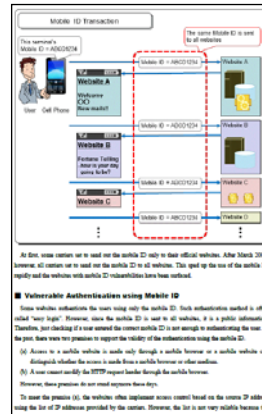 Mobile ID Transaction
This terminal's
Mobile ID = ABCD1234
The same Mobile ID is sent
to all websites
Mobile ID = ABCD1234
Website A
Website A
Welcome
User Cell Phone
Mobile ID = ABCD1234
Website B
Website B
Fortune Telling
How is your day
going to be?
Mobile ID = ABCD1234
Website C
Website C
Mobile ID = ABCD1234
Website D
At first, some carriers set to send out the mobile ID only to their official websites. After March 200
however, all carriers set to send out the mobile ID to all websites. This sped up the use of the mobile
rapidly and the websites with mobile ID vulnerabilities have been surfaced.
■ Vulnerable Authentication using Mobile ID
Some websites authenticate the users using only the mobile ID. Such authentication method is oft
called "easy login". However, since the mobile ID is sent to all websites, it is a public informati
Therefore, just checking if a user entered the correct mobile ID is not enough to authenticating the user.
the past, there were two premises to support the validity of the authentication using the mobile ID.
(a) Access to a mobile website is made only through a mobile browser or a mobile website c
distinguish whether the access is made from a mobile browser or other medium.
(b) A user cannot modify the HTTP request header through the mobile browser.
However, these premises do not stand anymore these days.
To meet the premise (a), the websites often implement access control based on the source IP addr
using the list of IP addresses provided by the carriers. However, the list is not very reliable because